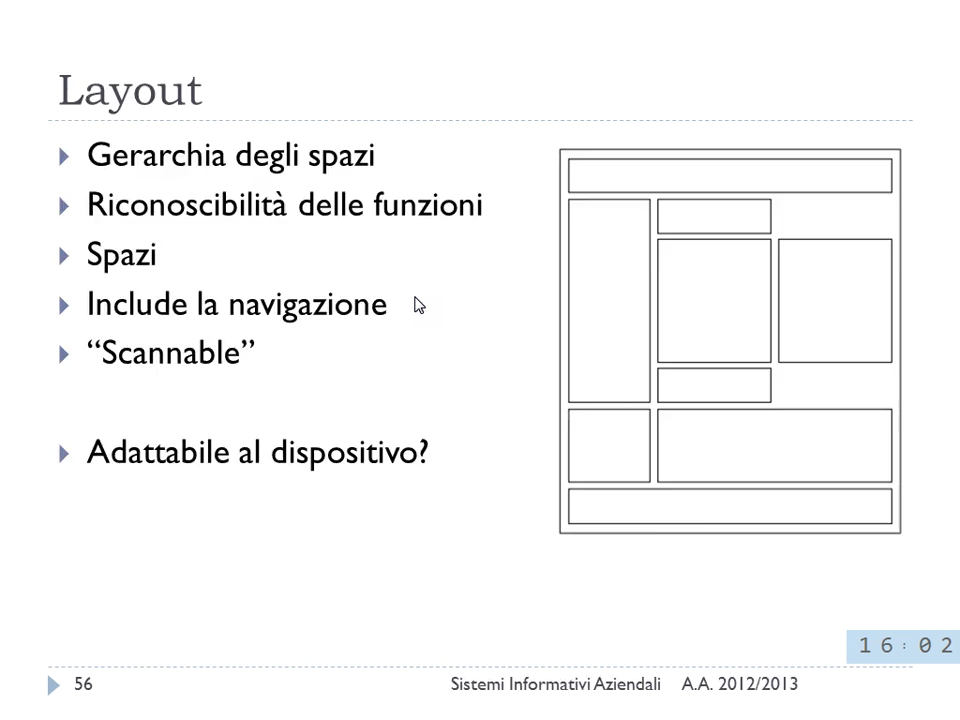 Layout
Gerarchia degli spazi
Riconoscibilità delle funzioni
Spazi
Include la navigazione
“Scannable”
Adattabile al dispositivo?
16:02
56 Sistemi Informativi Aziendali A.A. 2012/2013